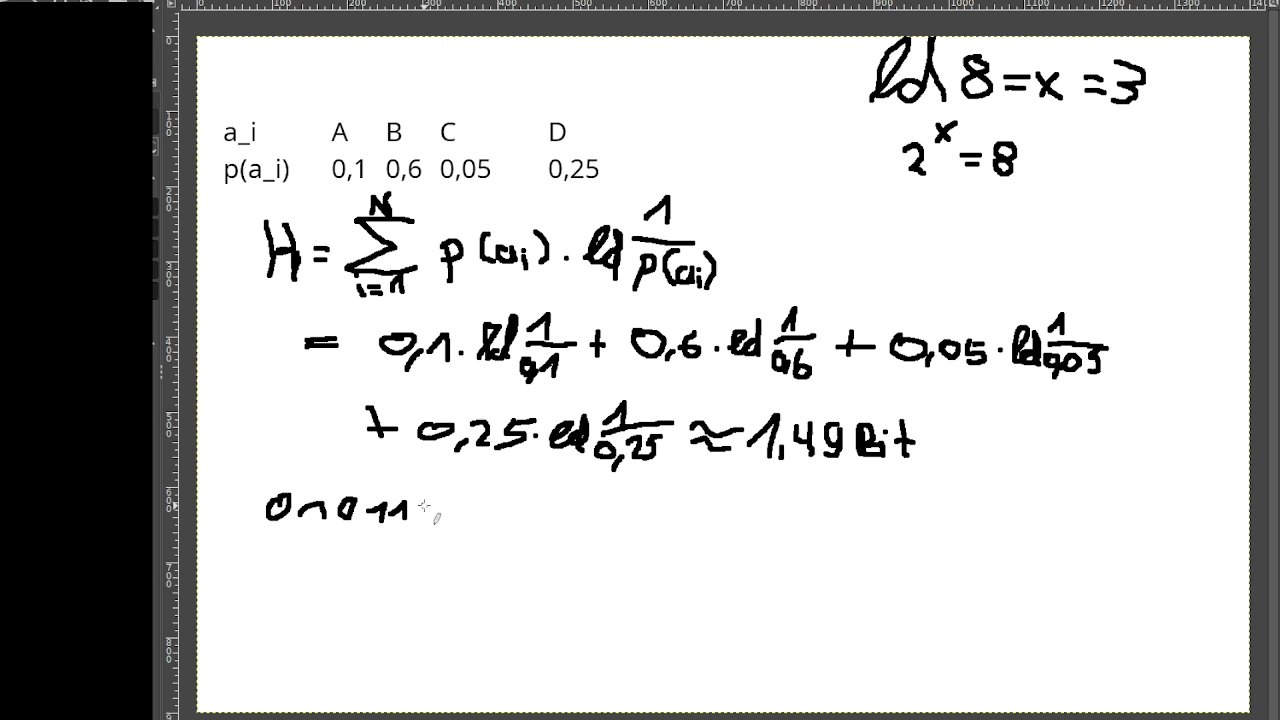 ld 8 = x = 3
2^x = 8
a_i A B C D
p(a_i) 0,1 0,6 0,05 0,25
H = ∑_{i=1}^{N} p(a_i) · ld 1/p(a_i)
= 0,1 · ld 1/0,1 + 0,6 · ld 1/0,6 + 0,05 · ld 1/0,05
+ 0,25 · ld 1/0,25 ≈ 1,49 Bit
01011